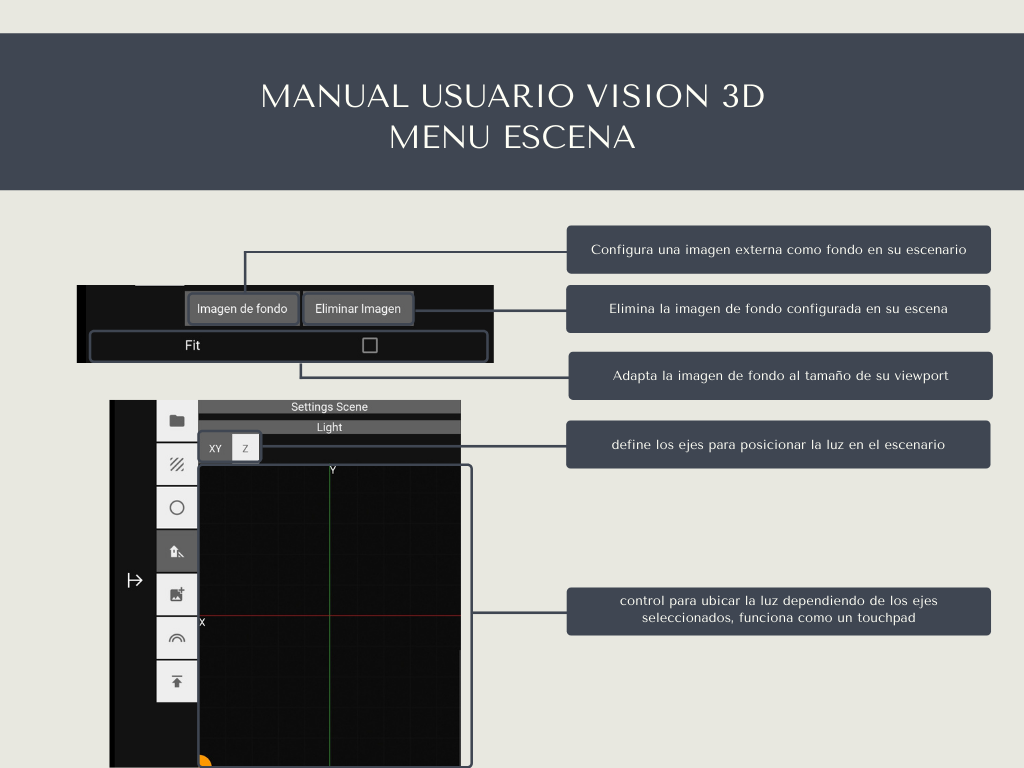 MANUAL USUARIO VISION 3D
MENU ESCENA
Configura una imagen externa como fondo en su escenario
Imagen de fondo
Eliminar Imagen
Elimina la imagen de fondo configurada en su escena
Fit
Adapta la imagen de fondo al tamaño de su viewport
Settings Scene
Light
XY
Z
define los ejes para posicionar la luz en el escenario
Y
X
control para ubicar la luz dependiendo de los ejes
seleccionados, funciona como un touchpad